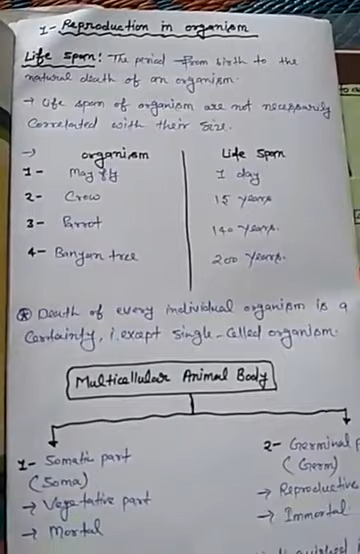 1- Reproduction in organism
Life Span: The period from birth to the
natural death of an organism.
→ Life span of organism are not necessarily
Correlated with their Size.
→ organism Life Span
1- May fly 1 day
2- Crow 15 years
3- Parrot 140 years.
4- Banyan tree 200 years.
⊛ Death of every individual organism is a
Certainty, i.except Single-Celled organism.
Multicellular Animal Body
1- Somatic part 2- Germinal
(Soma) (Germ)
→ Vegetative part → Reproductive
→ Mortal → Immortal